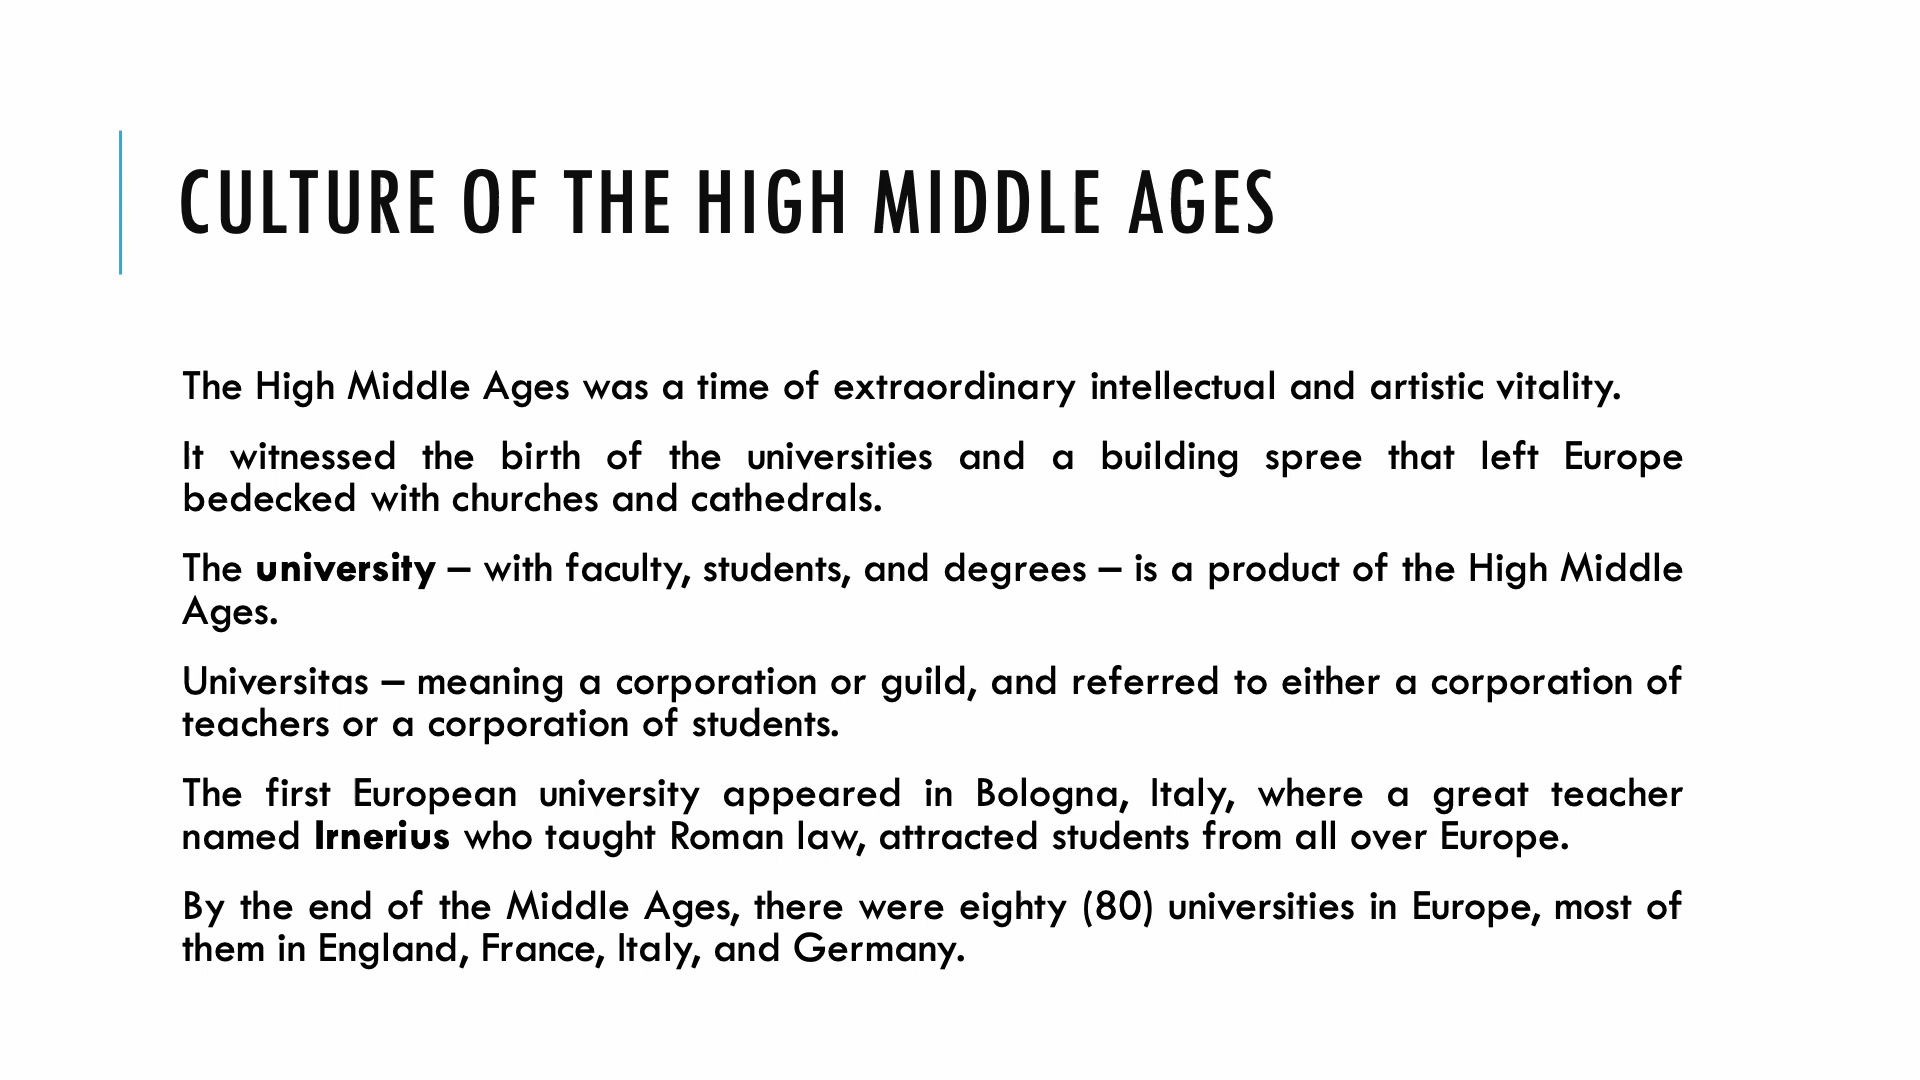 CULTURE OF THE HIGH MIDDLE AGES
The High Middle Ages was a time of extraordinary intellectual and artistic vitality.
It witnessed the birth of the universities and a building spree that left Europe
bedecked with churches and cathedrals.
The university – with faculty, students, and degrees – is a product of the High Middle
Ages.
Universitas – meaning a corporation or guild, and referred to either a corporation of
teachers or a corporation of students.
The first European university appeared in Bologna, Italy, where a great teacher
named Irnerius who taught Roman law, attracted students from all over Europe.
By the end of the Middle Ages, there were eighty (80) universities in Europe, most of
them in England, France, Italy, and Germany.